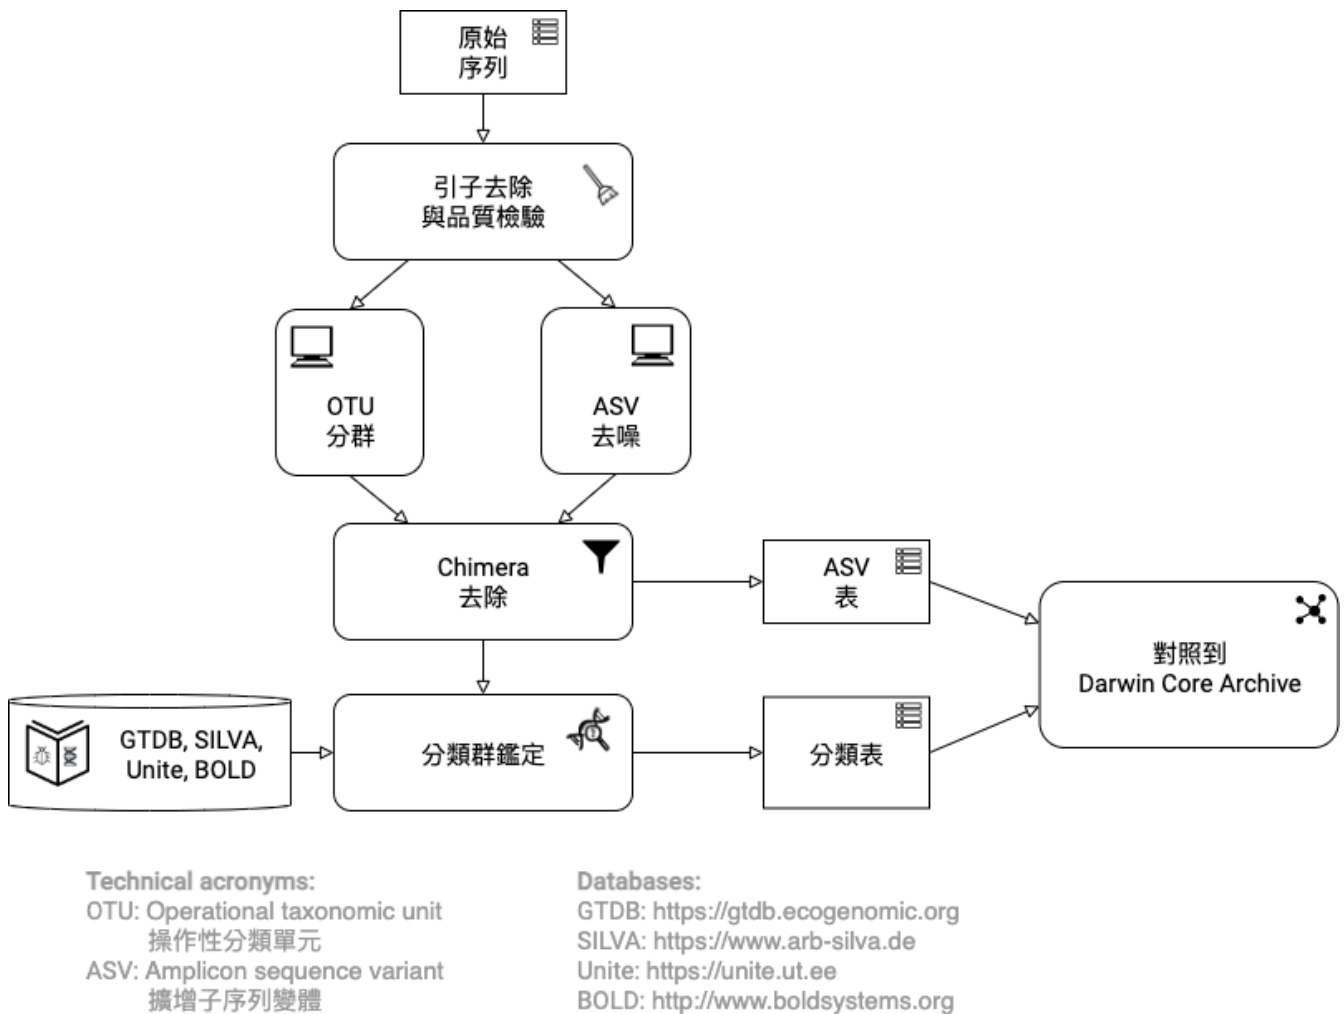 原始
序列
引子去除
與品質檢驗
OTU
分群
ASV
去噪
Chimera
去除
ASV
表
對照到
Darwin Core Archive
GTDB, SILVA,
Unite, BOLD
分類群鑑定
分類表
Technical acronyms:
OTU: Operational taxonomic unit
操作性分類單元
ASV: Amplicon sequence variant
擴增子序列變體
Databases:
GTDB: https://gtdb.ecogenomic.org
SILVA: https://www.arb-silva.de
Unite: https://unite.ut.ee
BOLD: http://www.boldsystems.org